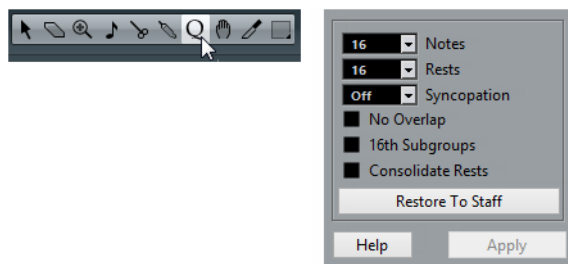 Q
16 Notes
16 Rests
Off Syncopation
No Overlap
16th Subgroups
Consolidate Rests
Restore To Staff
Help Apply